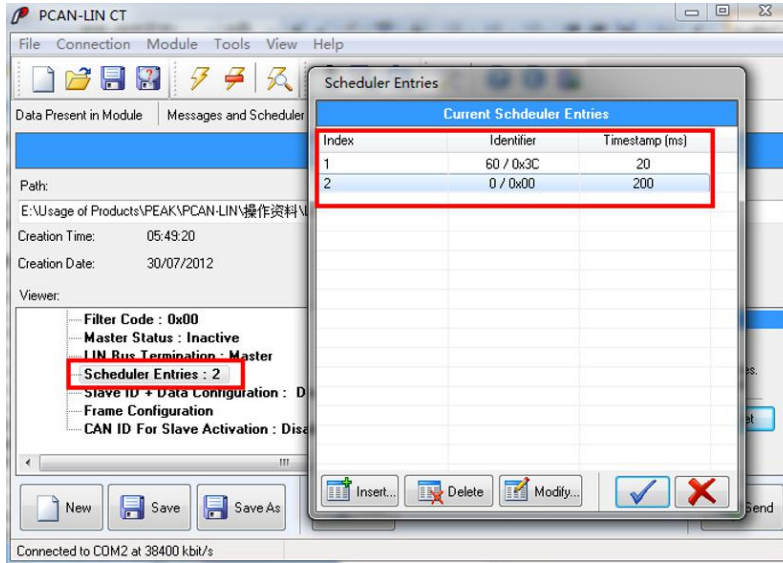 PCAN-LIN CT
File Connection Module Tools View Help
Data Present in Module Messages and Scheduler
Path:
E:\Usage of Products\PEAK\PCAN-LIN\操作资料\L
Creation Time: 05:49:20
Creation Date: 30/07/2012
Viewer:
Filter Code : 0x00
Master Status : Inactive
LIN Bus Termination : Master
Scheduler Entries : 2
Slave ID + Data Configuration : D
Frame Configuration
CAN ID For Slave Activation : Disa
New Save Save As
Send
Connected to COM2 at 38400 kbit/s
Scheduler Entries
Current Schdeuler Entries
Index Identifier Timestamp (ms)
1 60 / 0x3C 20
2 0 / 0x00 200
Insert... Delete Modify...